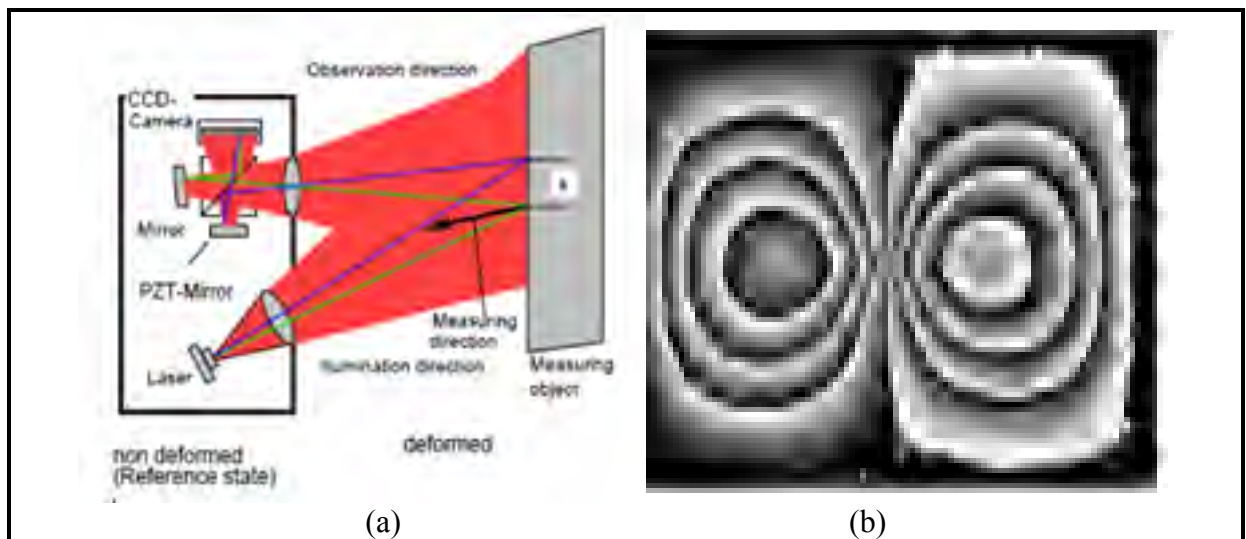 Observation direction
CCD-
Camera
Mirror
PZT-Mirror
Laser
Measuring
direction
Illumination direction
Measuring
object
non deformed
(Reference state)
deformed
(a)
(b)